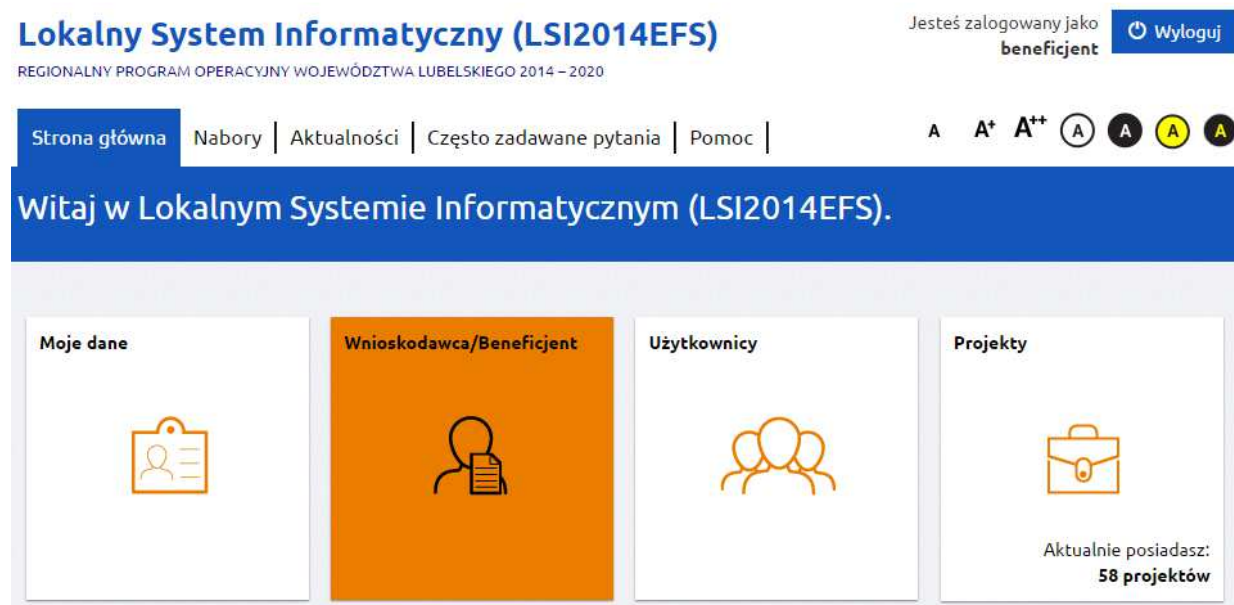 Lokalny System Informatyczny (LSI2014EFS)
REGIONALNY PROGRAM OPERACYJNY WOJEWÓDZTWA LUBELSKIEGO 2014 – 2020
Jesteś zalogowany jako
beneficjent
Wyloguj
Strona główna Nabory Aktualności Często zadawane pytania Pomoc
A A+ A++ A A A A
Witaj w Lokalnym Systemie Informatycznym (LSI2014EFS).
Moje dane
Wnioskodawca/Beneficjent
Użytkownicy
Projekty
Aktualnie posiadasz:
58 projektów